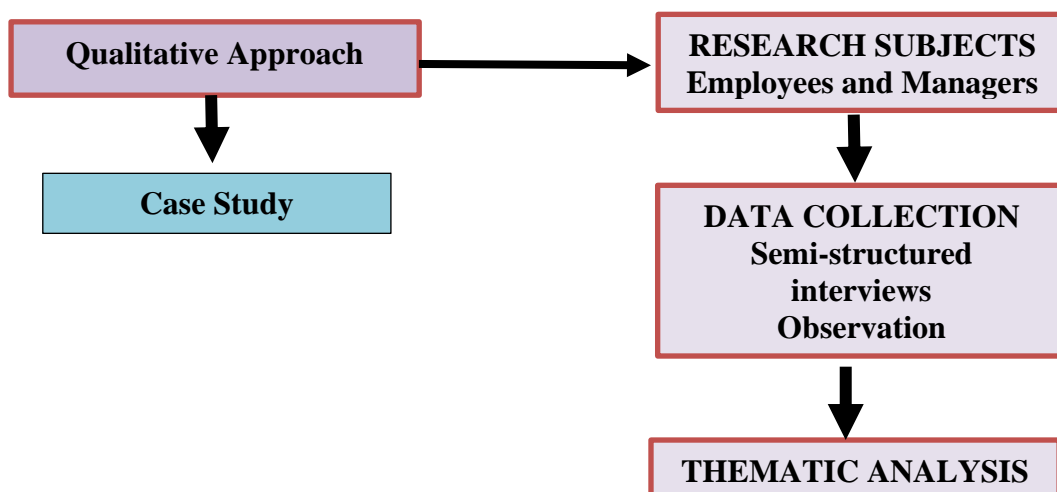 Qualitative Approach
Case Study
RESEARCH SUBJECTS
Employees and Managers
DATA COLLECTION
Semi-structured
interviews
Observation
THEMATIC ANALYSIS